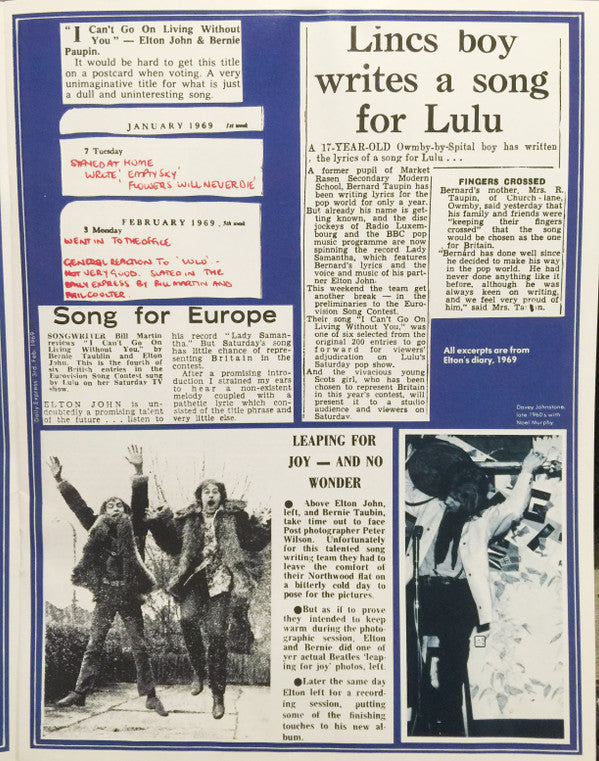 "I Can't Go On Living Without
You" — Elton John & Bernie
Paupin.
It would be hard to get this title
on a postcard when voting. A very
unimaginative title for what is just
a dull and uninteresting song.
JANUARY 1969 1st week
7 Tuesday
STAYED AT HOME
WROTE 'EMPTY SKY'
'FLOWERS WILL NEVER DIE'
FEBRUARY 1969 5th week
3 Monday
WENT IN TO THE OFFICE
GENERAL REACTION TO 'LULU' -
NOT VERY GOOD. SLATED IN THE
DAILY EXPRESS BY BILL MARTIN AND
PHIL COULTER.
Song for Europe
SONGWRITER Bill Martin
reviews "I Can't Go On
Living Without You," by
Bernie Taublin and Elton
John. This is the fourth of
six British entries in the
Eurovision Song Contest sung
by Lulu on her Saturday TV
show.
ELTON JOHN is un-
doubtedly a promising talent
of the future . . . listen to
his record "Lady Saman-
tha." But Saturday's song
has little chance of repre-
senting Britain in the
contest.
After a promising intro-
duction I strained my ears
to hear a non-existent
melody coupled with a
pathetic lyric which con-
sisted of the title phrase and
very little else.
Daily Express 3rd. Feb. 1969.
Lincs boy
writes a song
for Lulu
A 17-YEAR-OLD Owmby-by-Spital boy has written
the lyrics of a song for Lulu . . .
A former pupil of Market
Rasen Secondary Modern
School, Bernard Taupin has
been writing lyrics for the
pop world for only a year.
But already his name is get-
ting known, and the disc
jockeys of Radio Luxem-
bourg and the BBC pop
music programme are now
spinning the record Lady
Samantha, which features
Bernard's lyrics and the
voice and music of his part-
ner Elton John.
This weekend the team get
another break — in the
preliminaries to the Euro-
vision Song Contest.
Their song "I Can't Go On
Living Without You," was
one of six selected from the
original 200 entries to go
forward for viewers'
adjudication on Lulu's
Saturday pop show.
And the vivacious young
Scots girl, who has been
chosen to represent Britain
in this year's contest, will
present it to a studio
audience and viewers on
Saturday.
FINGERS CROSSED
Bernard's mother, Mrs. R.
Taupin, of Church-lane,
Owmby, said yesterday that
his family and friends were
"keeping their fingers
crossed" that the song
would be chosen as the one
for Britain.
"Bernard has done well since
he decided to make his way
in the pop world. He had
never done anything like it
before, although he was
always keen on writing,
and we feel very proud of
him," said Mrs.
All excerpts are from
Elton's diary, 1969
Davey Johnstone,
late 1960's with
Noel Murphy.
LEAPING FOR
JOY — AND NO
WONDER
● Above Elton John,
left, and Bernie Taubin,
take time out to face
Post photographer Peter
Wilson. Unfortunately
for this talented song
writing team they had to
leave the comfort of
their Northwood flat on
a bitterly cold day to
pose for the pictures.
●But as if to prove
they intended to keep
warm during the photo-
graphic session, Elton
and Bernie did one of
yer actual Beatles 'leap-
ing for joy' photos, left.
●Later the same day
Elton left for a record-
ing session, putting
some of the finishing
touches to his new al-
bum.